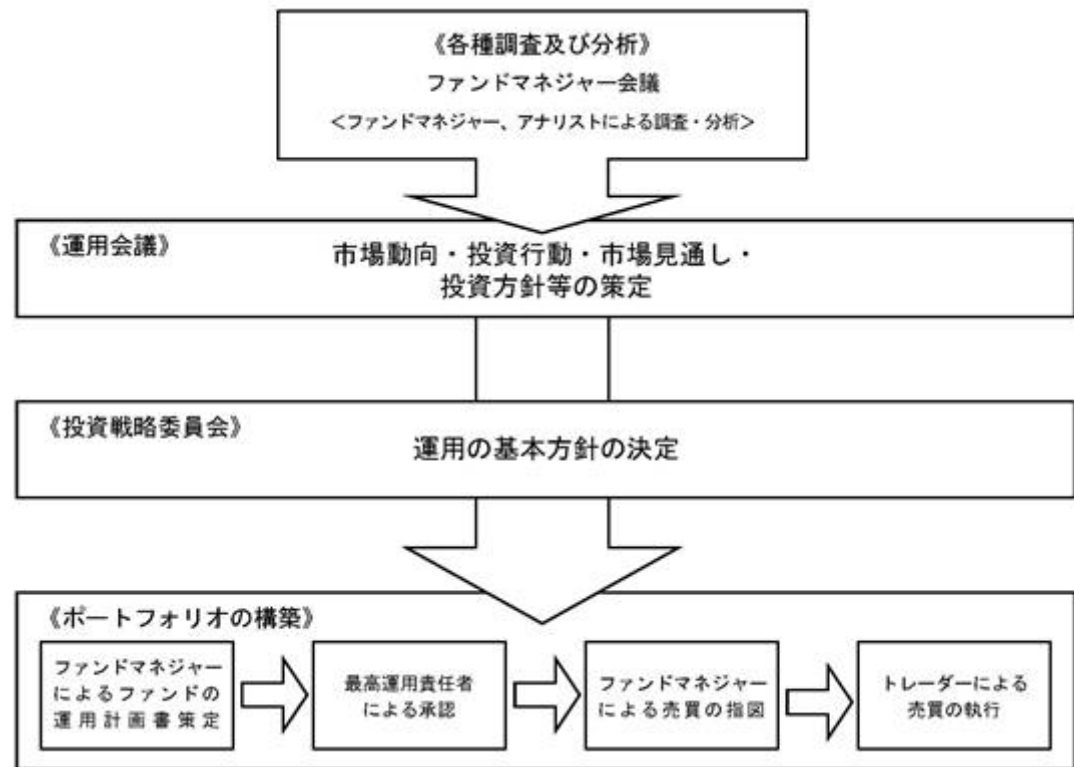 《各種調査及び分析》
ファンドマネジャー会議
<ファンドマネジャー、アナリストによる調査・分析>
《運用会議》
市場動向・投資行動・市場見通し・
投資方針等の策定
《投資戦略委員会》
運用の基本方針の決定
《ポートフォリオの構築》
ファンドマネジャー
によるファンドの
運用計画書策定
最高運用責任者
による承認
ファンドマネジャー
による売買の指図
トレーダーによる
売買の執行